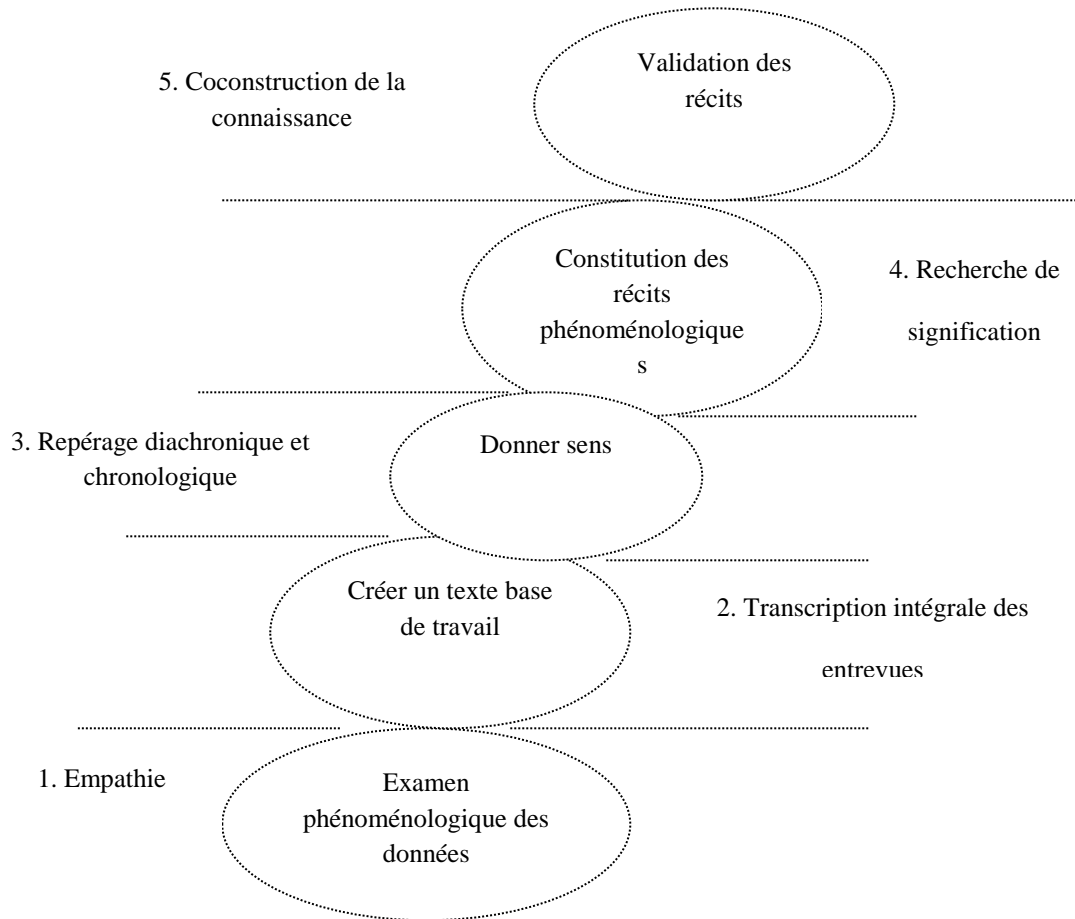 Validation des
récits
5. Coconstruction de la
connaissance
Constitution des
récits
phénoménologique
s
4. Recherche de
signification
3. Repérage diachronique et
chronologique
Donner sens
Créer un texte base
de travail
2. Transcription intégrale des
entrevues
1. Empathie
Examen
phénoménologique des
données